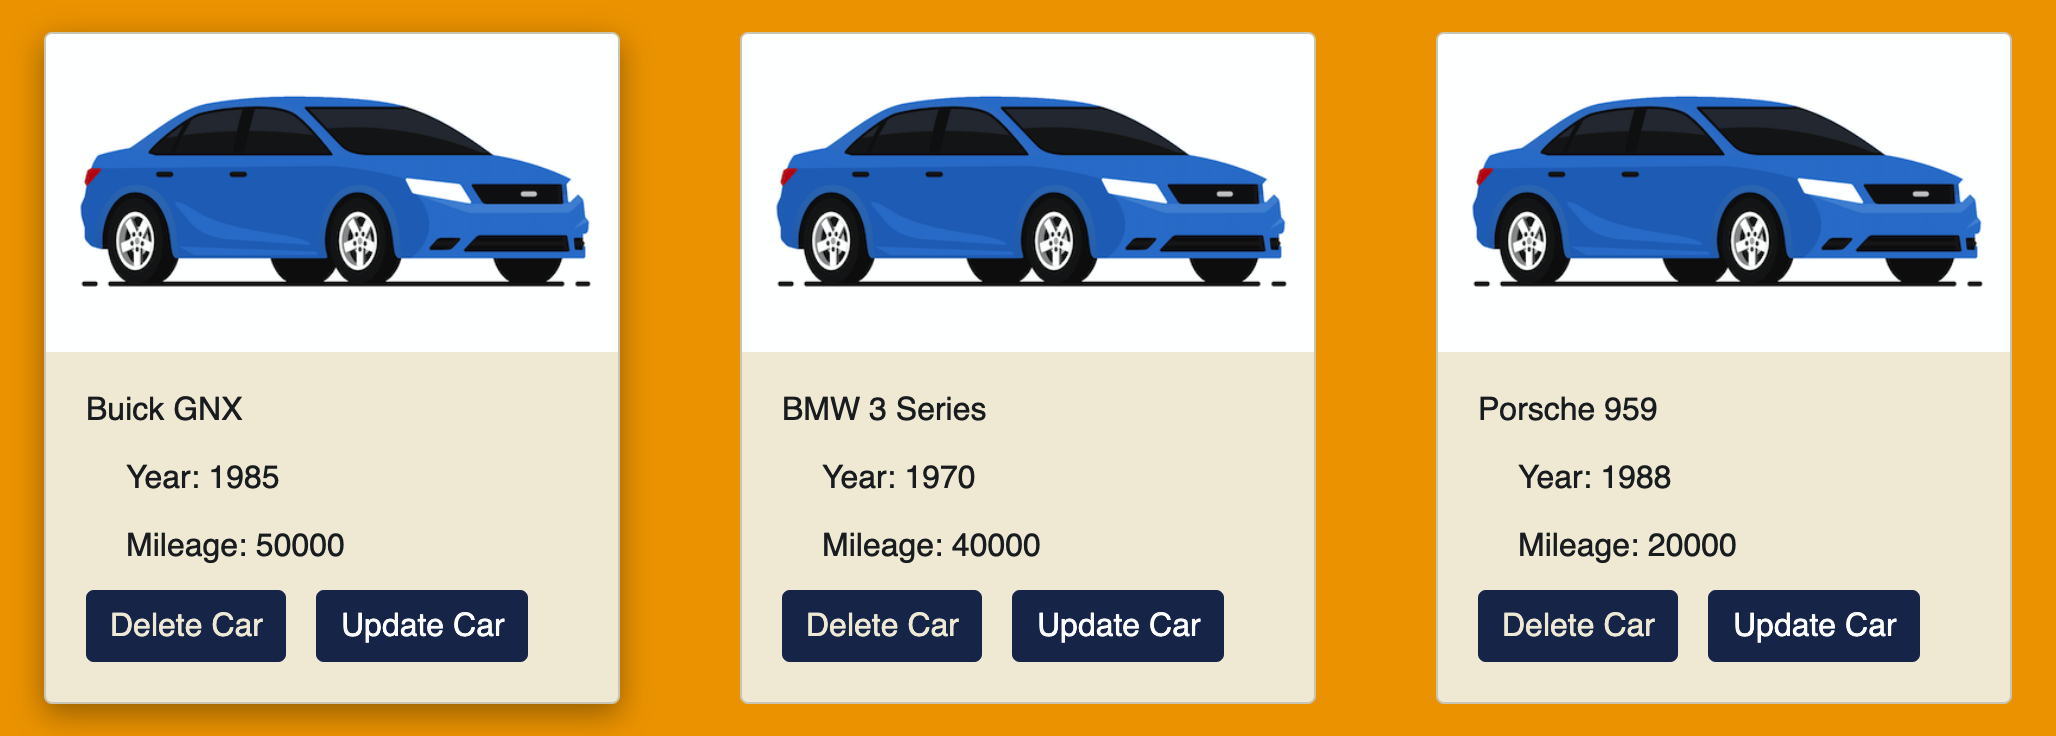 Buick GNX
Year: 1985
Mileage: 50000
Delete Car
Update Car
BMW 3 Series
Year: 1970
Mileage: 40000
Delete Car
Update Car
Porsche 959
Year: 1988
Mileage: 20000
Delete Car
Update Car